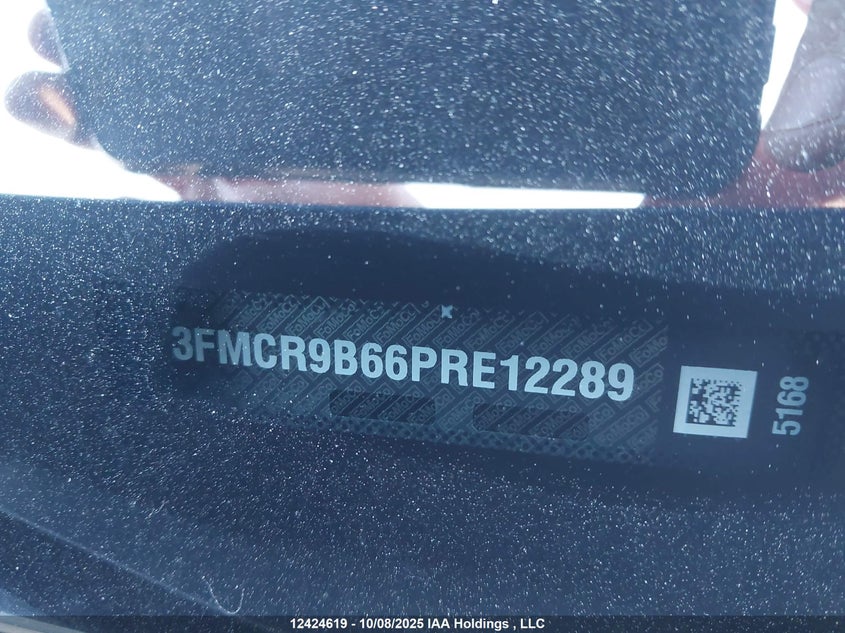 3FMCR9B66PRE12289
5168
12424619 - 10/08/2025 IAA Holdings , LLC